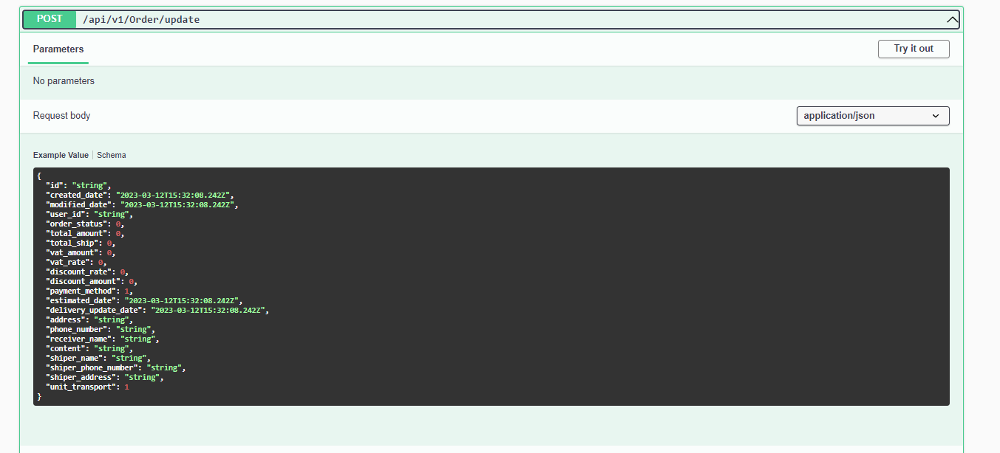 POST /api/v1/Order/update
Parameters
Try it out
No parameters
Request body
application/json
Example Value | Schema
{
  "id": "string",
  "created_date": "2023-03-12T15:32:08.242Z",
  "modified_date": "2023-03-12T15:32:08.242Z",
  "user_id": "string",
  "order_status": 0,
  "total_amount": 0,
  "total_ship": 0,
  "vat_amount": 0,
  "vat_rate": 0,
  "discount_rate": 0,
  "discount_amount": 0,
  "payment_method": 1,
  "estimated_date": "2023-03-12T15:32:08.242Z",
  "delivery_update_date": "2023-03-12T15:32:08.242Z",
  "address": "string",
  "phone_number": "string",
  "receiver_name": "string",
  "content": "string",
  "shiper_name": "string",
  "shiper_phone_number": "string",
  "shiper_address": "string",
  "unit_transport": 1
}